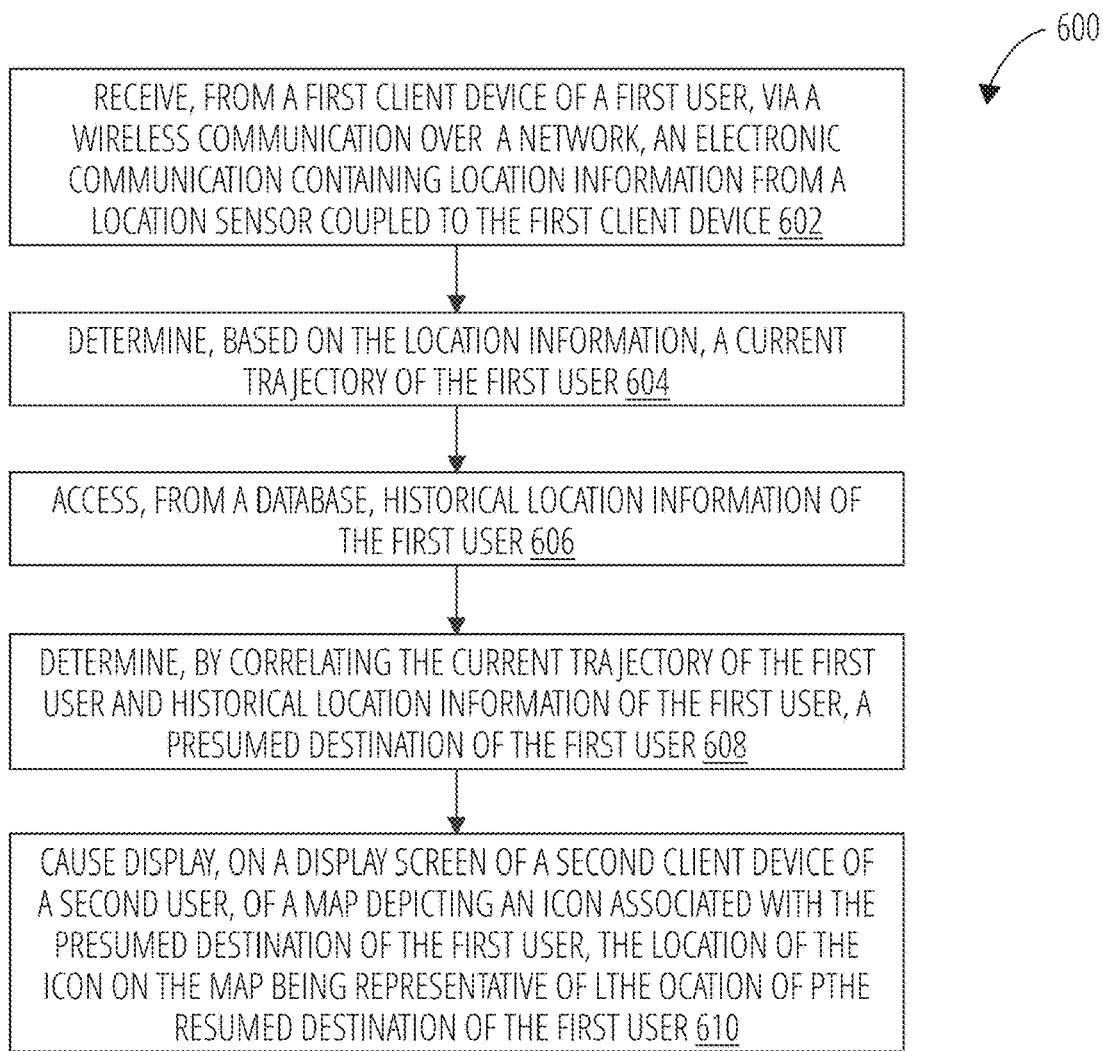 600
RECEIVE, FROM A FIRST CLIENT DEVICE OF A FIRST USER, VIA A
WIRELESS COMMUNICATION OVER A NETWORK, AN ELECTRONIC
COMMUNICATION CONTAINING LOCATION INFORMATION FROM A
LOCATION SENSOR COUPLED TO THE FIRST CLIENT DEVICE 602
DETERMINE, BASED ON THE LOCATION INFORMATION, A CURRENT
TRAJECTORY OF THE FIRST USER 604
ACCESS, FROM A DATABASE, HISTORICAL LOCATION INFORMATION OF
THE FIRST USER 606
DETERMINE, BY CORRELATING THE CURRENT TRAJECTORY OF THE FIRST
USER AND HISTORICAL LOCATION INFORMATION OF THE FIRST USER, A
PRESUMED DESTINATION OF THE FIRST USER 608
CAUSE DISPLAY, ON A DISPLAY SCREEN OF A SECOND CLIENT DEVICE OF
A SECOND USER, OF A MAP DEPICTING AN ICON ASSOCIATED WITH THE
PRESUMED DESTINATION OF THE FIRST USER, THE LOCATION OF THE
ICON ON THE MAP BEING REPRESENTATIVE OF LTHE OCATION OF PTHE
RESUMED DESTINATION OF THE FIRST USER 610